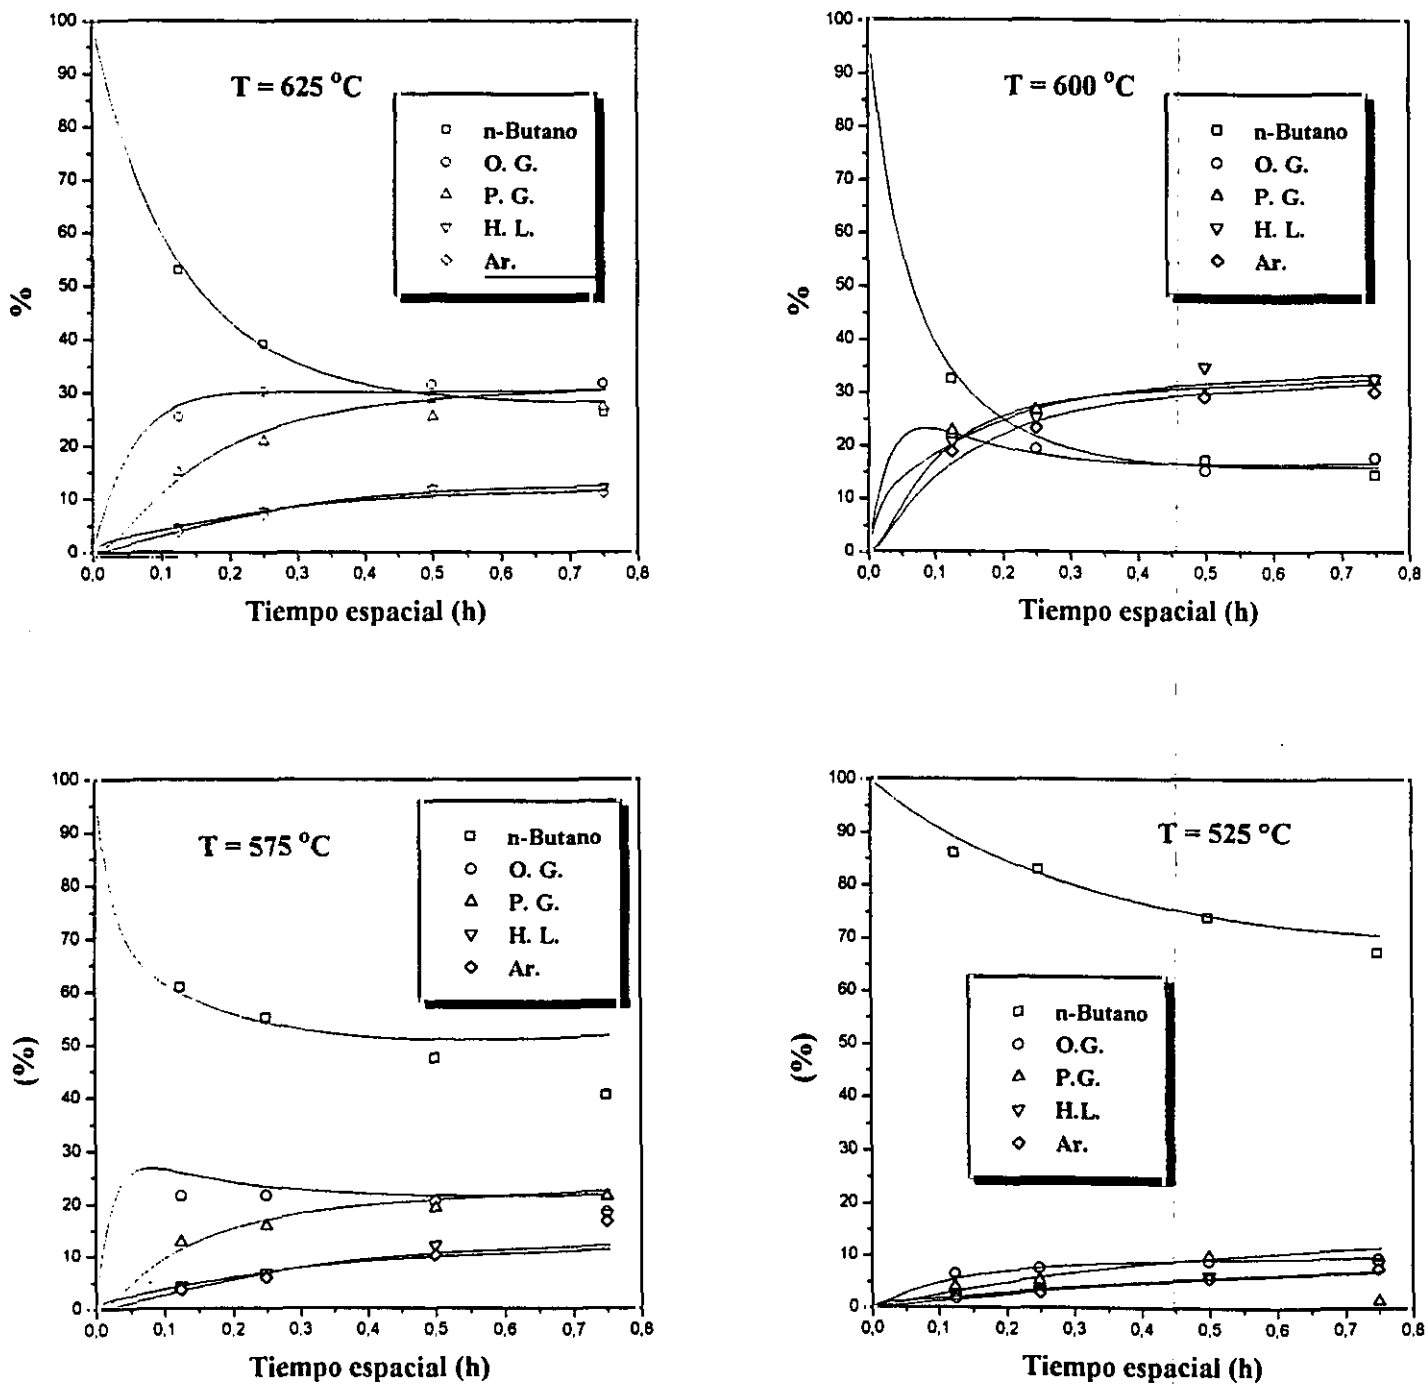 100
90
80
70
60
50
40
30
20
10
0
%
T = 625 °C
n-Butano
O. G.
P. G.
H. L.
Ar.
0,0 0,1 0,2 0,3 0,4 0,5 0,6 0,7 0,8
Tiempo espacial (h)
100
90
80
70
60
50
40
30
20
10
0
%
T = 600 °C
n-Butano
O. G.
P. G.
H. L.
Ar.
0,0 0,1 0,2 0,3 0,4 0,5 0,6 0,7 0,8
Tiempo espacial (h)
100
90
80
70
60
50
40
30
20
10
0
(%)
T = 575 °C
n-Butano
O. G.
P. G.
H. L.
Ar.
0,0 0,1 0,2 0,3 0,4 0,5 0,6 0,7 0,8
Tiempo espacial (h)
100
90
80
70
60
50
40
30
20
10
0
(%)
T = 525 °C
n-Butano
O.G.
P.G.
H.L.
Ar.
0,0 0,1 0,2 0,3 0,4 0,5 0,6 0,7 0,8
Tiempo espacial (h)